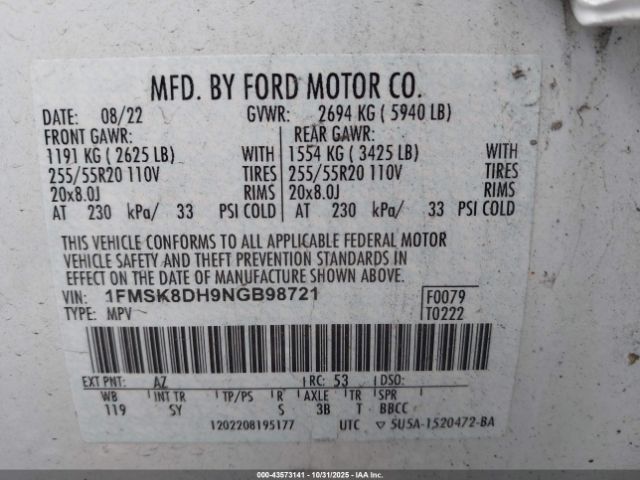 MFD. BY FORD MOTOR CO.
DATE: 08/22 GVWR: 2694 KG ( 5940 LB)
FRONT GAWR: REAR GAWR:
1191 KG ( 2625 LB) WITH 1554 KG ( 3425 LB) WITH
255/55R20 110V TIRES 255/55R20 110V TIRES
20x8.0J RIMS 20x8.0J RIMS
AT 230 kPa/ 33 PSI COLD AT 230 kPa/ 33 PSI COLD
THIS VEHICLE CONFORMS TO ALL APPLICABLE FEDERAL MOTOR
VEHICLE SAFETY AND THEFT PREVENTION STANDARDS IN
EFFECT ON THE DATE OF MANUFACTURE SHOWN ABOVE.
VIN: 1FMSK8DH9NGB98721 F0079
TYPE: MPV T0222
EXT PNT: AZ RC: 53 DSO:
WB INT TR TP/PS R AXLE TR SPR
119 SY S 3B T BBCC
1202208195177 UTC ▽ 5U5A-1520472-BA
000-43573141 - 10/31/2025 - IAAI.COM